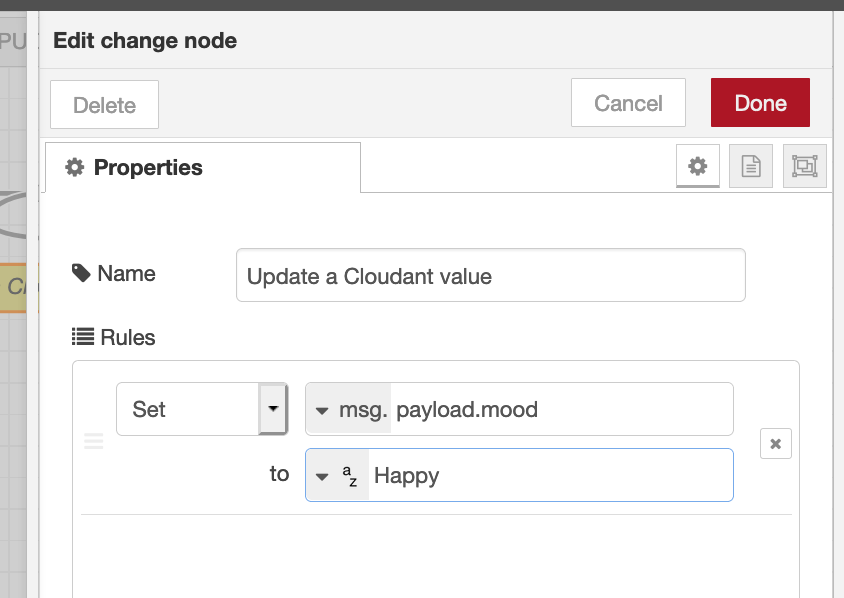 Edit change node
PU
Delete
Cancel
Done
Properties
Name
Update a Cloudant value
Rules
Set
msg. payload.mood
to
az Happy